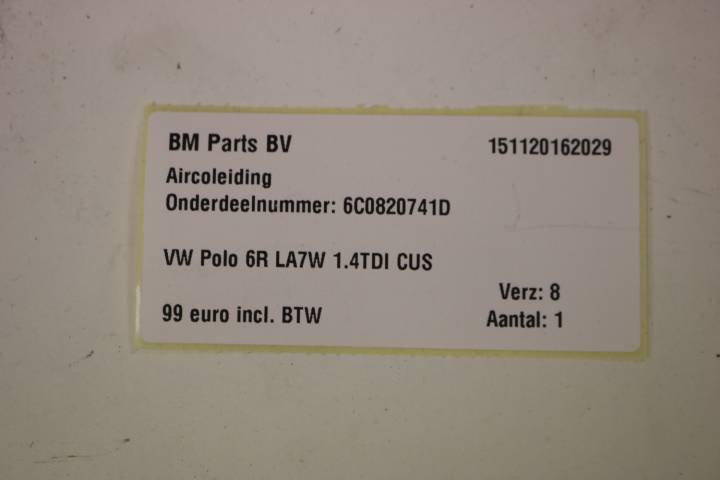 BM Parts BV 151120162029
Aircoleiding
Onderdeelnummer: 6C0820741D
VW Polo 6R LA7W 1.4TDI CUS
Verz: 8
99 euro incl. BTW Aantal: 1